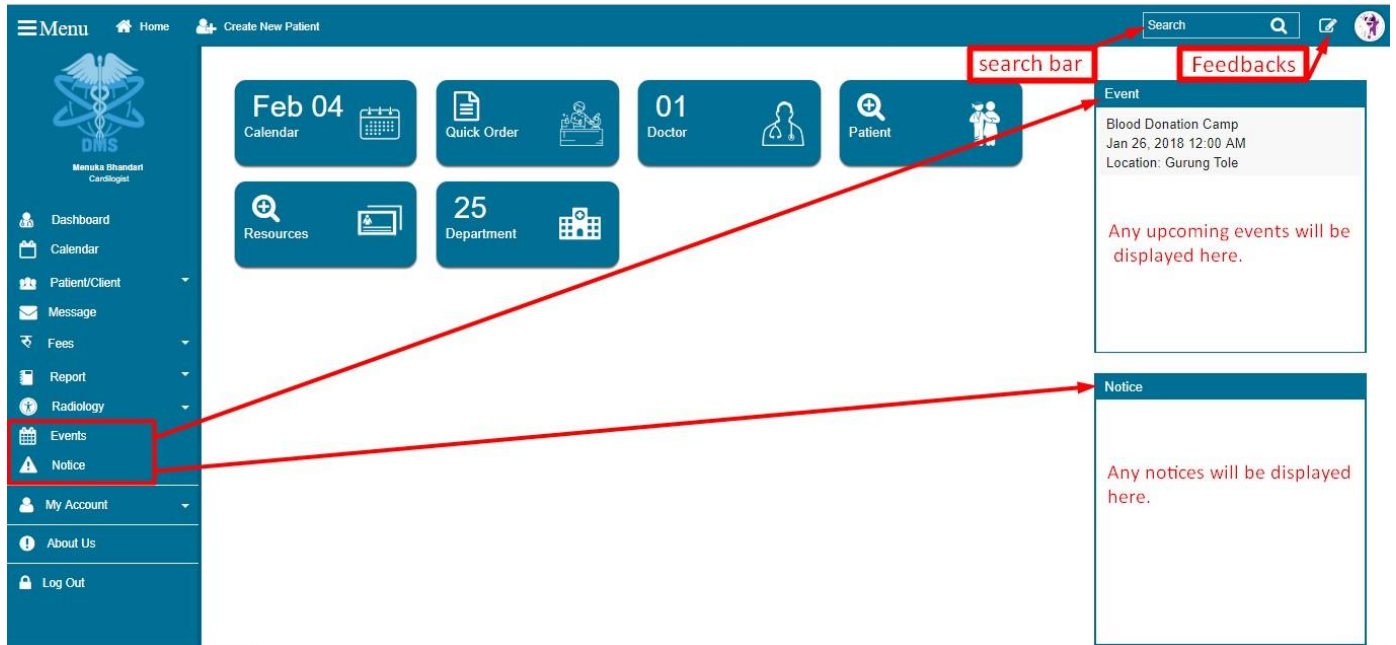 Menu Home Create New Patient Search
search bar Feedbacks
DMS
Menuka Bhandari
Cardilogist
Dashboard
Calendar
Patient/Client
Message
Fees
Report
Radiology
Events
Notice
My Account
About Us
Log Out
Feb 04
Calendar
Quick Order
01
Doctor
Patient
Resources
25
Department
Event
Blood Donation Camp
Jan 26, 2018 12:00 AM
Location: Gurung Tole
Any upcoming events will be
displayed here.
Notice
Any notices will be displayed
here.